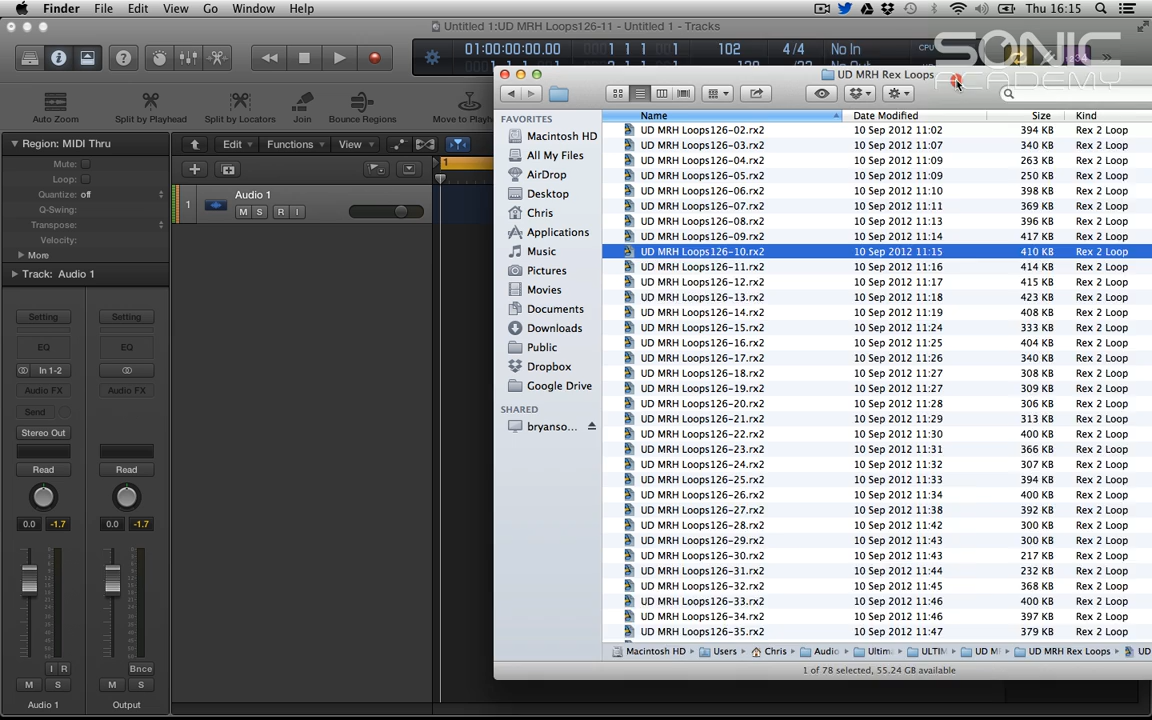 Finder File Edit View Go Window Help Thu 16:15
Untitled 1:UD MRH Loops126-11 - Untitled 1 - Tracks
01:00:00:00.00 1 1 1 102 4/4 No In CPU
SONIC ACADEMY
Auto Zoom Split by Playhead Split by Locators Join Bounce Regions Move to Playh
Region: MIDI Thru
Mute:
Loop:
Quantize: off
Q-Swing:
Transpose:
Velocity:
More
Track: Audio 1
Edit Functions View
1
1 Audio 1
M S R I
Setting Setting
EQ EQ
In 1-2
Audio FX Audio FX
Send
Stereo Out
Read Read
0.0 -1.7 0.0 -1.7
I R Bnce
M S M S
Audio 1 Output
UD MRH Rex Loops
FAVORITES
Macintosh HD
All My Files
AirDrop
Desktop
Chris
Applications
Music
Pictures
Movies
Documents
Downloads
Public
Dropbox
Google Drive
SHARED
bryanso...
Name Date Modified Size Kind
UD MRH Loops126-02.rx2 10 Sep 2012 11:02 394 KB Rex 2 Loop
UD MRH Loops126-03.rx2 10 Sep 2012 11:07 340 KB Rex 2 Loop
UD MRH Loops126-04.rx2 10 Sep 2012 11:09 263 KB Rex 2 Loop
UD MRH Loops126-05.rx2 10 Sep 2012 11:09 250 KB Rex 2 Loop
UD MRH Loops126-06.rx2 10 Sep 2012 11:10 398 KB Rex 2 Loop
UD MRH Loops126-07.rx2 10 Sep 2012 11:11 369 KB Rex 2 Loop
UD MRH Loops126-08.rx2 10 Sep 2012 11:13 396 KB Rex 2 Loop
UD MRH Loops126-09.rx2 10 Sep 2012 11:14 417 KB Rex 2 Loop
UD MRH Loops126-10.rx2 10 Sep 2012 11:15 410 KB Rex 2 Loop
UD MRH Loops126-11.rx2 10 Sep 2012 11:16 414 KB Rex 2 Loop
UD MRH Loops126-12.rx2 10 Sep 2012 11:17 415 KB Rex 2 Loop
UD MRH Loops126-13.rx2 10 Sep 2012 11:18 423 KB Rex 2 Loop
UD MRH Loops126-14.rx2 10 Sep 2012 11:19 408 KB Rex 2 Loop
UD MRH Loops126-15.rx2 10 Sep 2012 11:24 333 KB Rex 2 Loop
UD MRH Loops126-16.rx2 10 Sep 2012 11:25 404 KB Rex 2 Loop
UD MRH Loops126-17.rx2 10 Sep 2012 11:26 340 KB Rex 2 Loop
UD MRH Loops126-18.rx2 10 Sep 2012 11:27 308 KB Rex 2 Loop
UD MRH Loops126-19.rx2 10 Sep 2012 11:27 309 KB Rex 2 Loop
UD MRH Loops126-20.rx2 10 Sep 2012 11:28 306 KB Rex 2 Loop
UD MRH Loops126-21.rx2 10 Sep 2012 11:29 313 KB Rex 2 Loop
UD MRH Loops126-22.rx2 10 Sep 2012 11:30 400 KB Rex 2 Loop
UD MRH Loops126-23.rx2 10 Sep 2012 11:31 366 KB Rex 2 Loop
UD MRH Loops126-24.rx2 10 Sep 2012 11:32 307 KB Rex 2 Loop
UD MRH Loops126-25.rx2 10 Sep 2012 11:33 394 KB Rex 2 Loop
UD MRH Loops126-26.rx2 10 Sep 2012 11:34 400 KB Rex 2 Loop
UD MRH Loops126-27.rx2 10 Sep 2012 11:38 392 KB Rex 2 Loop
UD MRH Loops126-28.rx2 10 Sep 2012 11:42 300 KB Rex 2 Loop
UD MRH Loops126-29.rx2 10 Sep 2012 11:43 300 KB Rex 2 Loop
UD MRH Loops126-30.rx2 10 Sep 2012 11:43 217 KB Rex 2 Loop
UD MRH Loops126-31.rx2 10 Sep 2012 11:44 232 KB Rex 2 Loop
UD MRH Loops126-32.rx2 10 Sep 2012 11:45 368 KB Rex 2 Loop
UD MRH Loops126-33.rx2 10 Sep 2012 11:46 400 KB Rex 2 Loop
UD MRH Loops126-34.rx2 10 Sep 2012 11:46 397 KB Rex 2 Loop
UD MRH Loops126-35.rx2 10 Sep 2012 11:47 379 KB Rex 2 Loop
Macintosh HD Users Chris Audio Ultim ULTIM UD M UD MRH Rex Loops UD
1 of 78 selected, 55.24 GB available